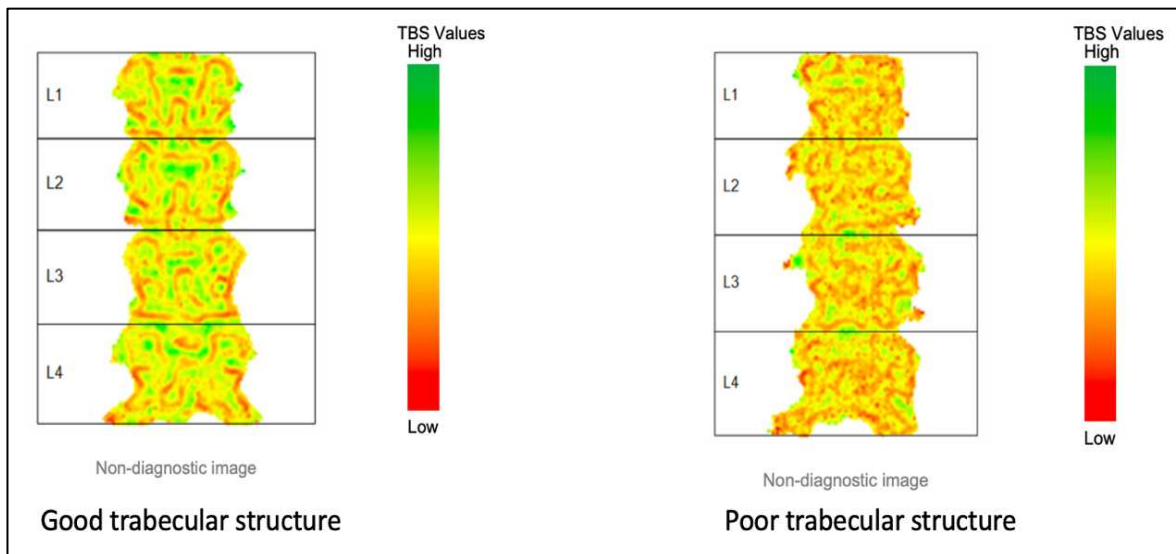 TBS Values
High
L1
L2
L3
L4
Low
Non-diagnostic image
Good trabecular structure
TBS Values
High
L1
L2
L3
L4
Low
Non-diagnostic image
Poor trabecular structure